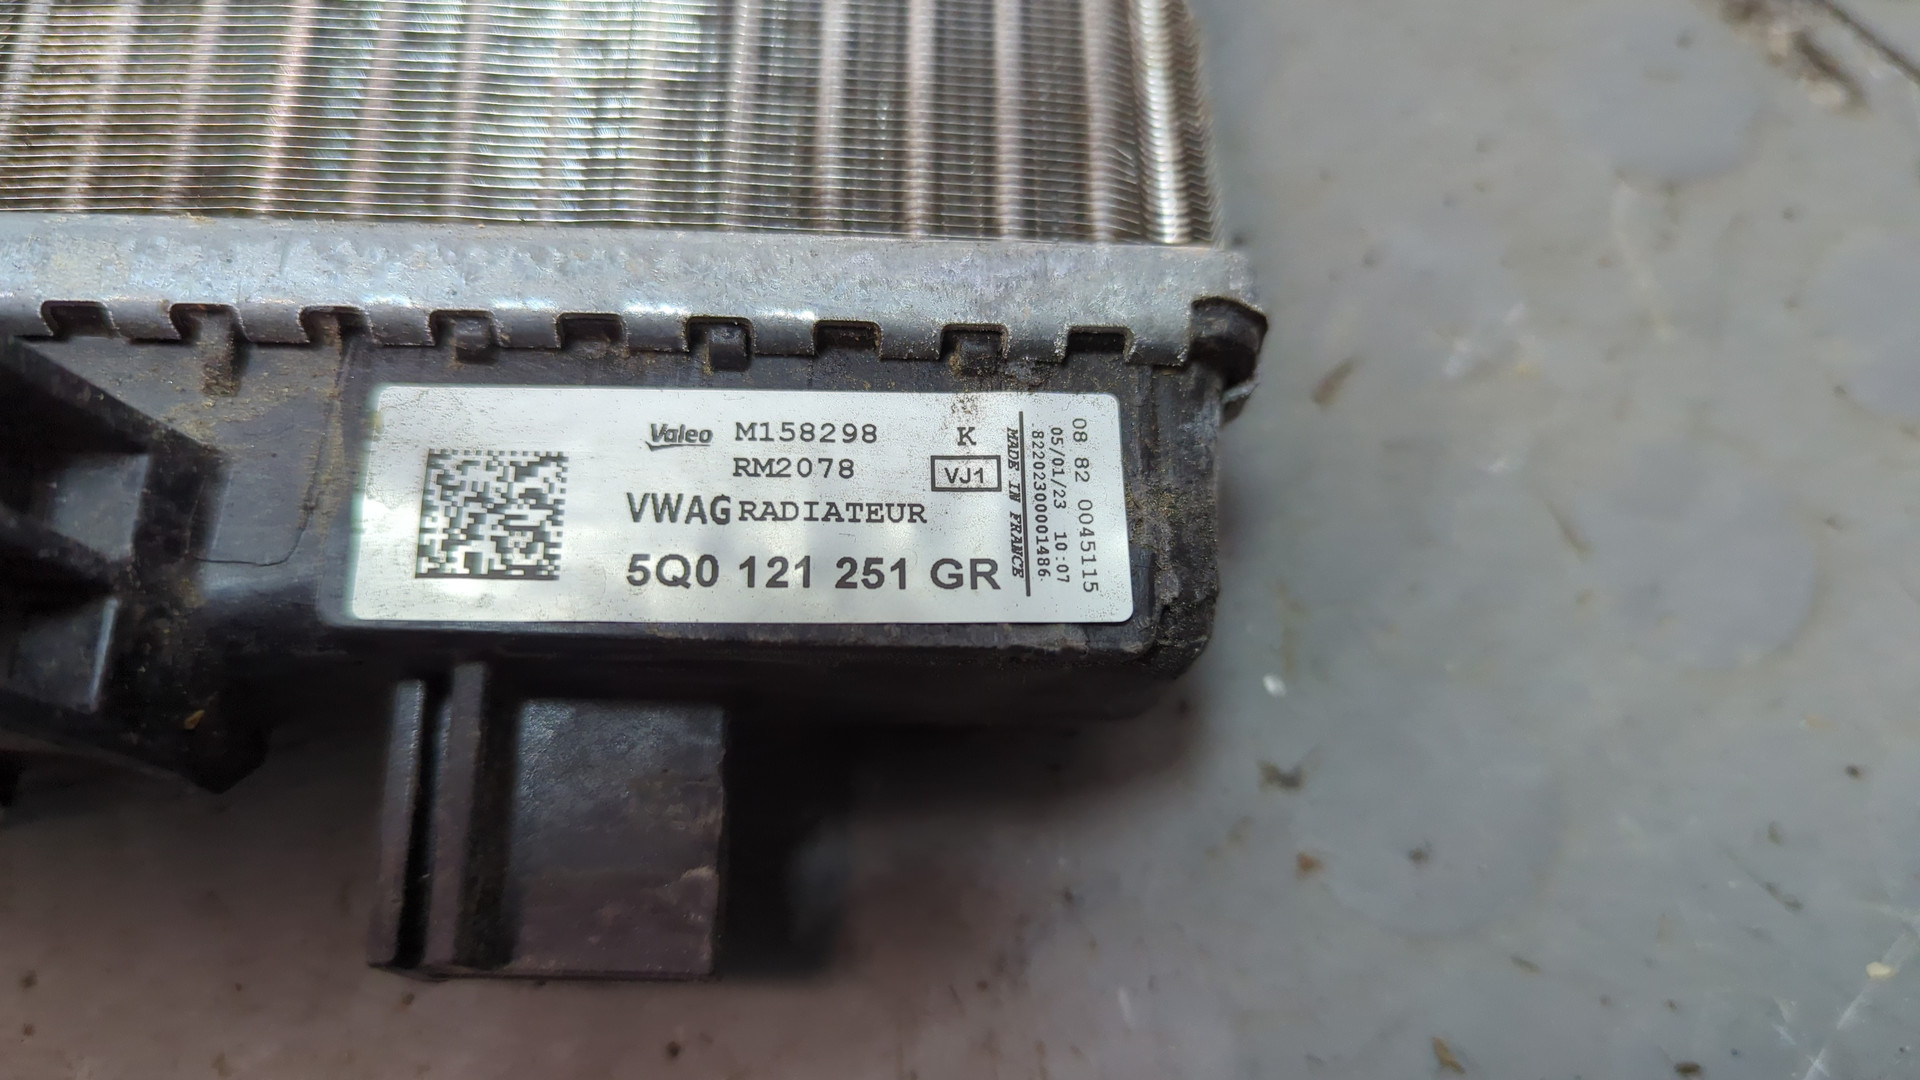 Valeo M158298 K
RM2078 VJ1
VWAG RADIATEUR
5Q0 121 251 GR
MADE IN FRANCE
8220230001486
05/01/23 10:07
08 82 0045115